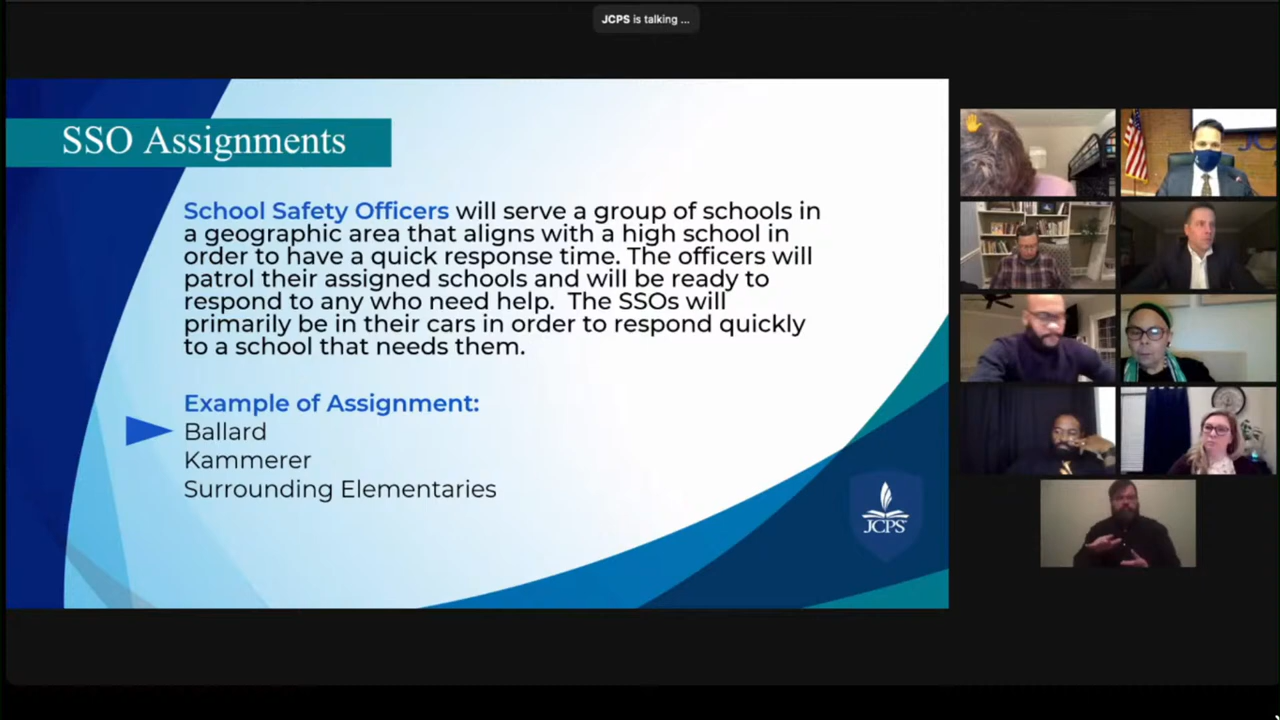 JCPS is talking ...
SSO Assignments
School Safety Officers will serve a group of schools in
a geographic area that aligns with a high school in
order to have a quick response time. The officers will
patrol their assigned schools and will be ready to
respond to any who need help.  The SSOs will
primarily be in their cars in order to respond quickly
to a school that needs them.
Example of Assignment:
Ballard
Kammerer
Surrounding Elementaries
JCPS